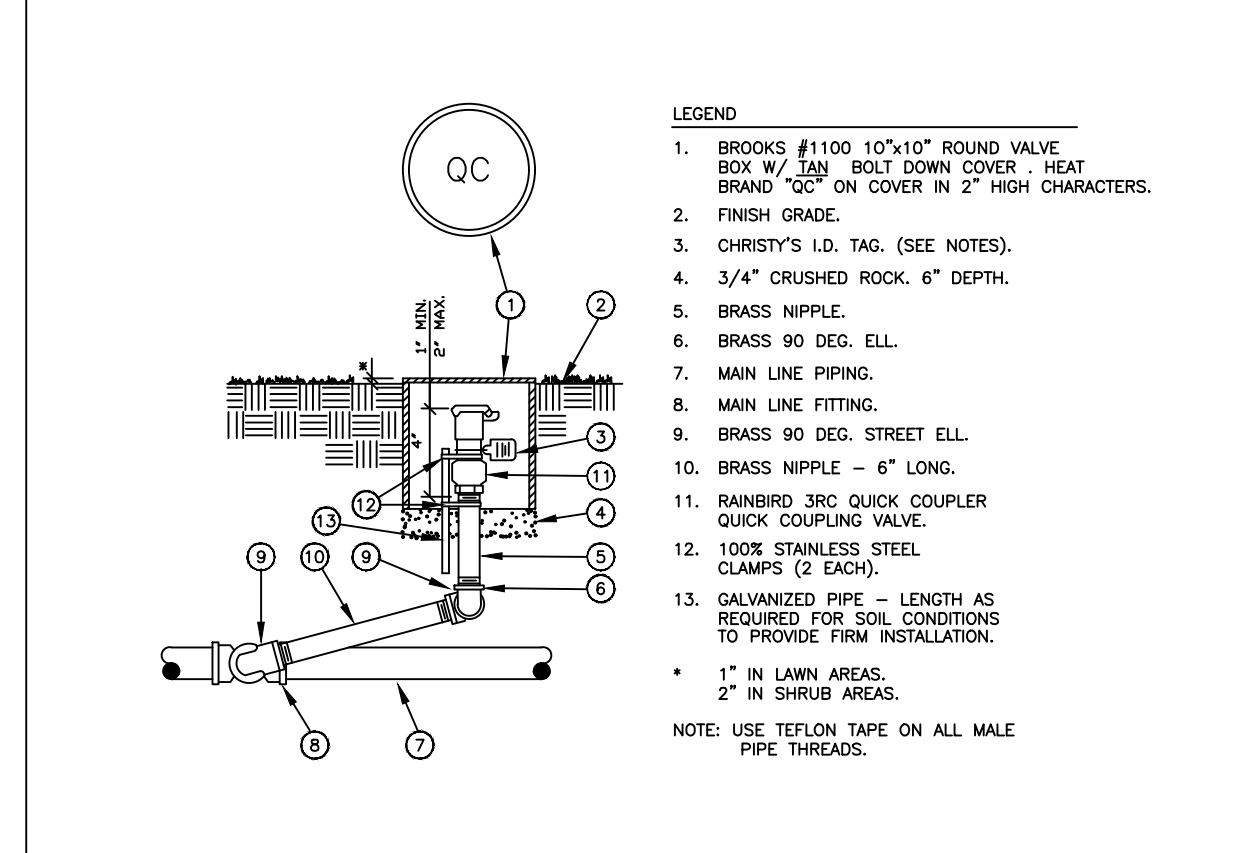 QC
1" MIN.
2" MAX.
1
2
*
4"
3
11
12
4
13
9
10
9
5
6
8
7
LEGEND
1. BROOKS #1100 10"x10" ROUND VALVE
BOX W/ TAN BOLT DOWN COVER . HEAT
BRAND "QC" ON COVER IN 2" HIGH CHARACTERS.
2. FINISH GRADE.
3. CHRISTY'S I.D. TAG. (SEE NOTES).
4. 3/4" CRUSHED ROCK. 6" DEPTH.
5. BRASS NIPPLE.
6. BRASS 90 DEG. ELL.
7. MAIN LINE PIPING.
8. MAIN LINE FITTING.
9. BRASS 90 DEG. STREET ELL.
10. BRASS NIPPLE – 6" LONG.
11. RAINBIRD 3RC QUICK COUPLER
QUICK COUPLING VALVE.
12. 100% STAINLESS STEEL
CLAMPS (2 EACH).
13. GALVANIZED PIPE – LENGTH AS
REQUIRED FOR SOIL CONDITIONS
TO PROVIDE FIRM INSTALLATION.
* 1" IN LAWN AREAS.
2" IN SHRUB AREAS.
NOTE: USE TEFLON TAPE ON ALL MALE
PIPE THREADS.